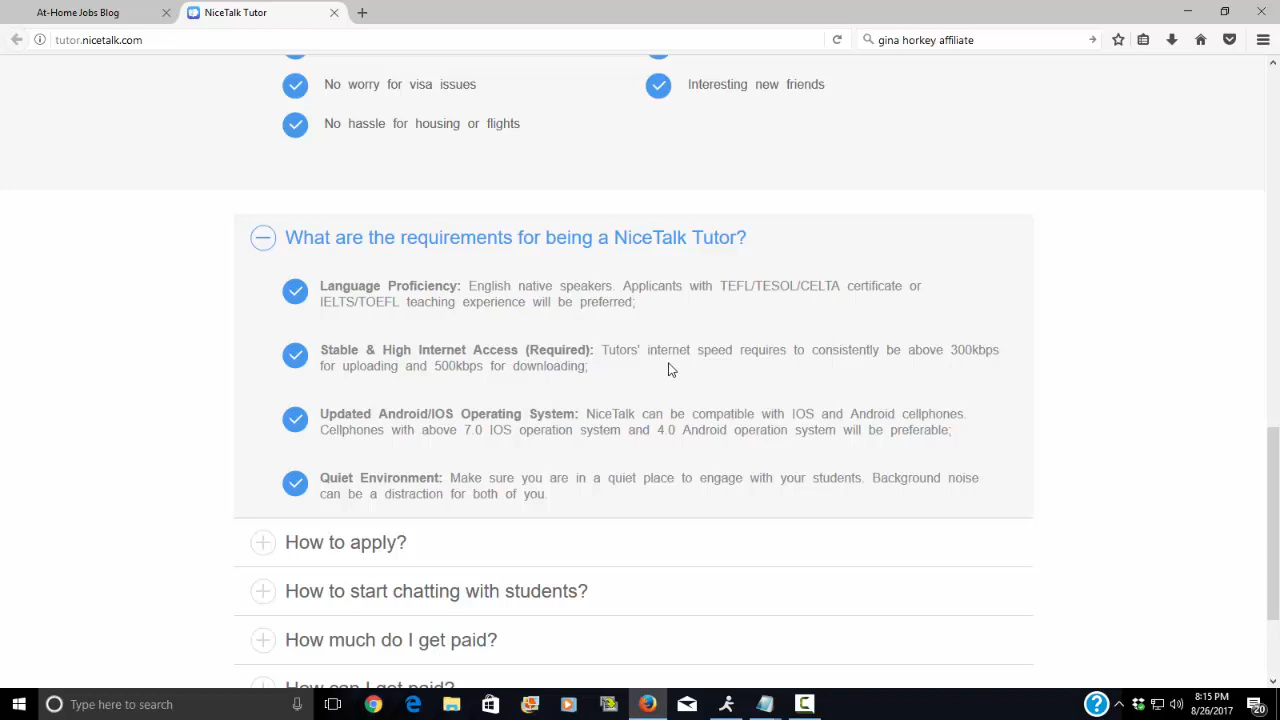 At-Home Jobs Blog
NiceTalk Tutor
tutor.nicetalk.com
gina horkey affiliate
No worry for visa issues
Interesting new friends
No hassle for housing or flights
What are the requirements for being a NiceTalk Tutor?
Language Proficiency: English native speakers. Applicants with TEFL/TESOL/CELTA certificate or
IELTS/TOEFL teaching experience will be preferred;
Stable & High Internet Access (Required): Tutors' internet speed requires to consistently be above 300kbps
for uploading and 500kbps for downloading;
Updated Android/IOS Operating System: NiceTalk can be compatible with IOS and Android cellphones.
Cellphones with above 7.0 IOS operation system and 4.0 Android operation system will be preferable;
Quiet Environment: Make sure you are in a quiet place to engage with your students. Background noise
can be a distraction for both of you.
How to apply?
How to start chatting with students?
How much do I get paid?
How can I get paid?
Type here to search
8:15 PM
8/26/2017
20